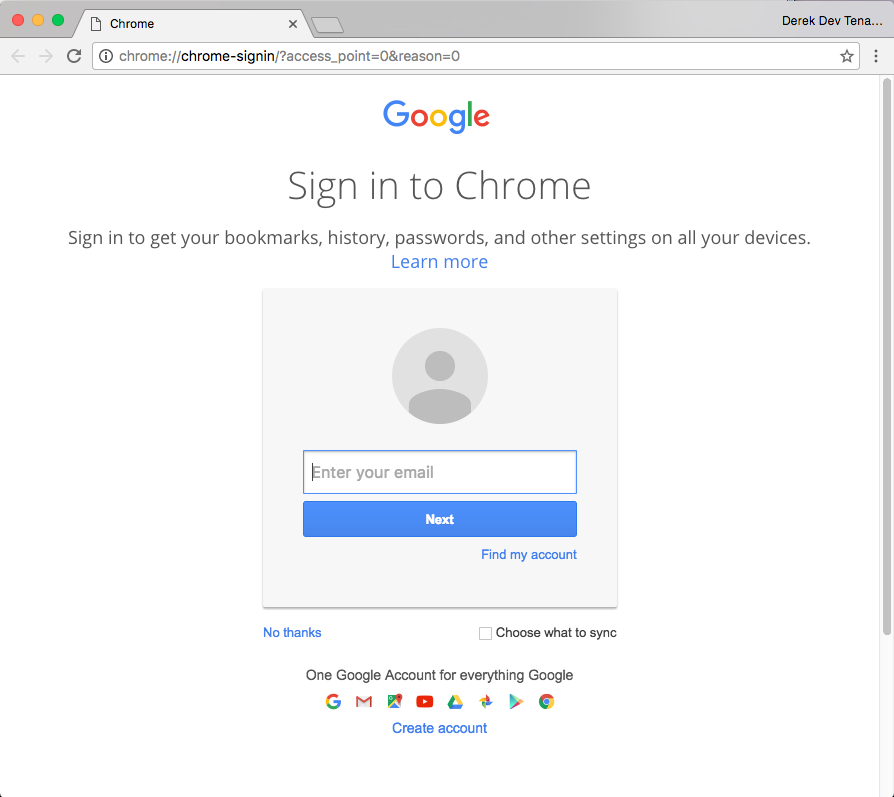 Chrome
Derek Dev Tena...
chrome://chrome-signin/?access_point=0&reason=0
Google
Sign in to Chrome
Sign in to get your bookmarks, history, passwords, and other settings on all your devices.
Learn more
Enter your email
Next
Find my account
No thanks
Choose what to sync
One Google Account for everything Google
G
Create account